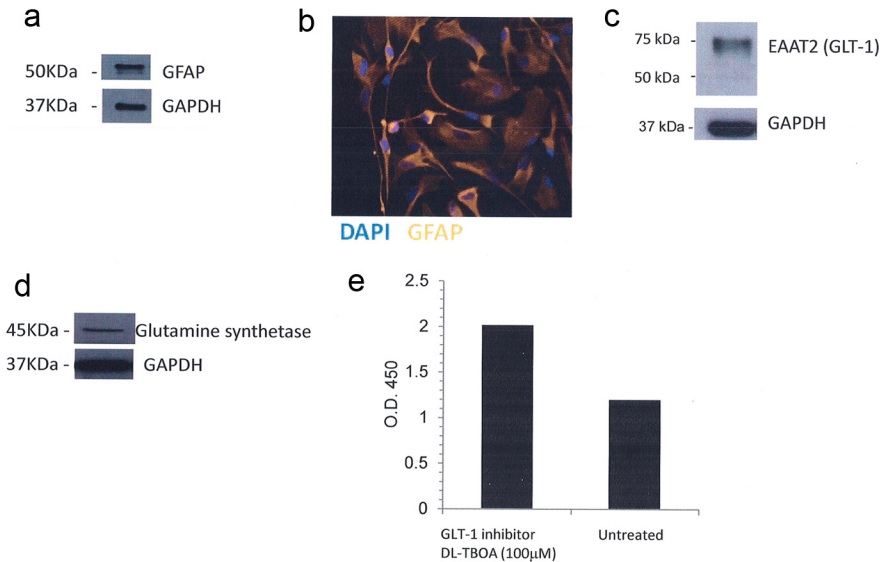 a
50KDa - GFAP
37KDa - GAPDH
b
DAPI GFAP
c
75 kDa - EAAT2 (GLT-1)
50 kDa -
37 kDa - GAPDH
d
45KDa - Glutamine synthetase
37KDa - GAPDH
e
2.5
2
1.5
1
0.5
0
O.D. 450
GLT-1 inhibitor Untreated
DL-TBOA (100µM)